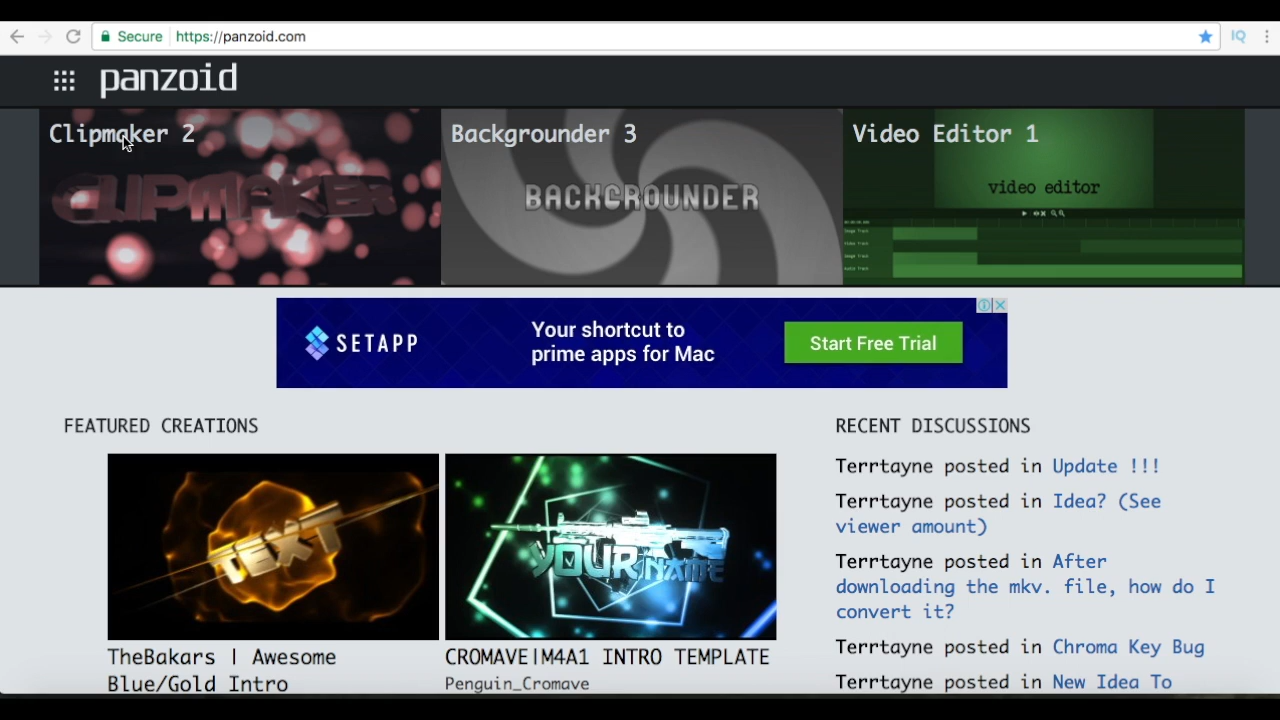 Secure https://panzoid.com
IQ
panzoid
Clipmaker 2
CLIPMAKER
Backgrounder 3
BACKGROUNDER
Video Editor 1
video editor
SETAPP
Your shortcut to
prime apps for Mac
Start Free Trial
FEATURED CREATIONS
TEXT
TheBakars | Awesome
Blue/Gold Intro
YOUR NAME
CROMAVE|M4A1 INTRO TEMPLATE
Penguin_Cromave
RECENT DISCUSSIONS
Terrtayne posted in Update !!!
Terrtayne posted in Idea? (See
viewer amount)
Terrtayne posted in After
downloading the mkv. file, how do I
convert it?
Terrtayne posted in Chroma Key Bug
Terrtayne posted in New Idea To